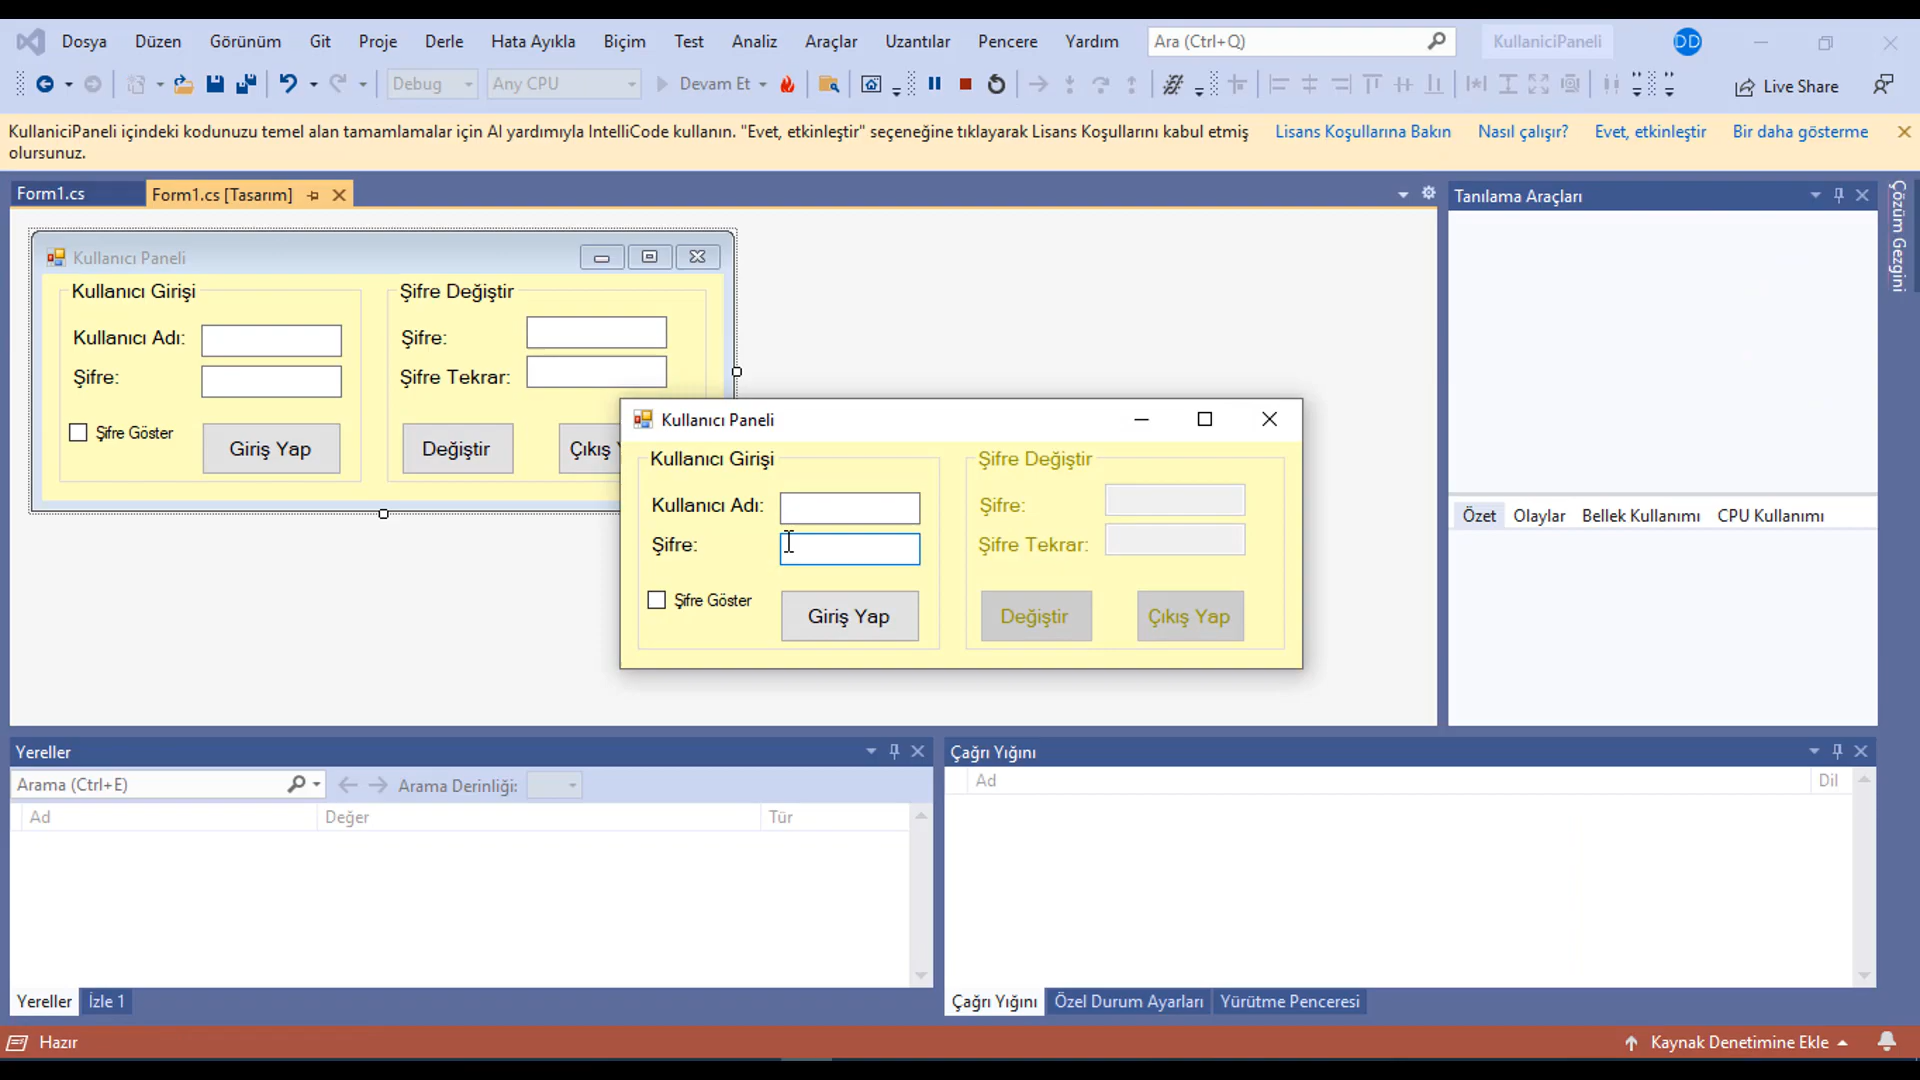 Dosya Düzen Görünüm Git Proje Derle Hata Ayıkla Biçim Test Analiz Araçlar Uzantılar Pencere Yardım Ara (Ctrl+Q) KullaniciPaneli DD
Debug Any CPU Devam Et Live Share
KullaniciPaneli içindeki kodunuzu temel alan tamamlamalar için AI yardımıyla IntelliCode kullanın. "Evet, etkinleştir" seçeneğine tıklayarak Lisans Koşullarını kabul etmiş Lisans Koşullarına Bakın Nasıl çalışır? Evet, etkinleştir Bir daha gösterme
olursunuz.
Form1.cs Form1.cs [Tasarım] Tanılama Araçları
Çözüm Gezgini
Kullanıcı Paneli
Kullanıcı Girişi Şifre Değiştir
Kullanıcı Adı: Şifre:
Şifre: Şifre Tekrar:
Şifre Göster Giriş Yap Değiştir Çıkış
Kullanıcı Paneli
Kullanıcı Girişi Şifre Değiştir
Kullanıcı Adı: Şifre:
Şifre: Şifre Tekrar:
Şifre Göster Giriş Yap Değiştir Çıkış Yap
Özet Olaylar Bellek Kullanımı CPU Kullanımı
Yereller
Arama (Ctrl+E) Arama Derinliği:
Ad Değer Tür
Yereller İzle 1
Çağrı Yığını
Ad Dil
Çağrı Yığını Özel Durum Ayarları Yürütme Penceresi
Hazır Kaynak Denetimine Ekle